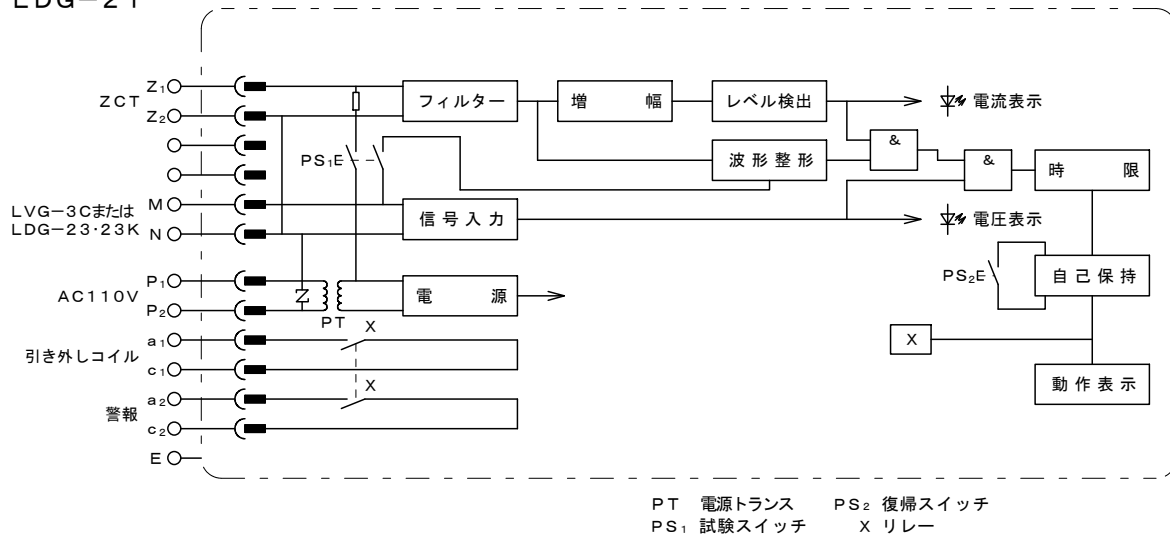 LDG－21
ZCT
Z₁
Z₂
フィルター
増幅
レベル検出
電流表示
PS₁E
波形整形
&
&
時限
LVG－3Cまたは
LDG－23・23K
M
N
信号入力
電圧表示
AC110V
P₁
P₂
PT
電源
PS₂E
自己保持
引き外しコイル
a₁
c₁
X
X
動作表示
警報
a₂
c₂
X
E
PT 電源トランス PS₂ 復帰スイッチ
PS₁ 試験スイッチ X リレー